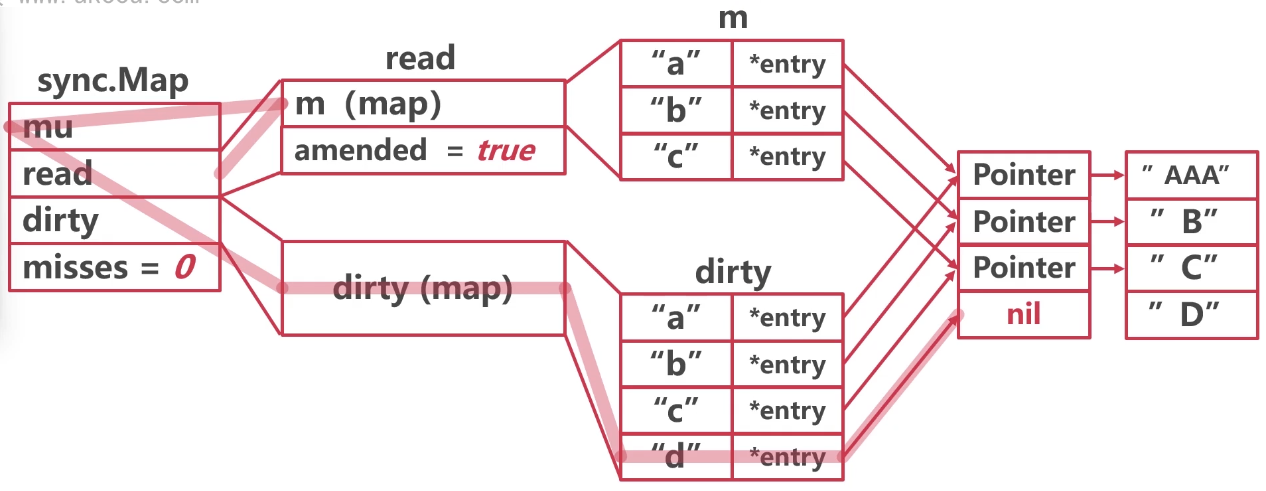 m
read
sync.Map
mu
read
dirty
misses = 0
m (map)
amended = true
“a” *entry
“b” *entry
“c” *entry
dirty (map)
dirty
“a” *entry
“b” *entry
“c” *entry
“d” *entry
Pointer ” AAA”
Pointer ” B”
Pointer ” C”
nil ” D”